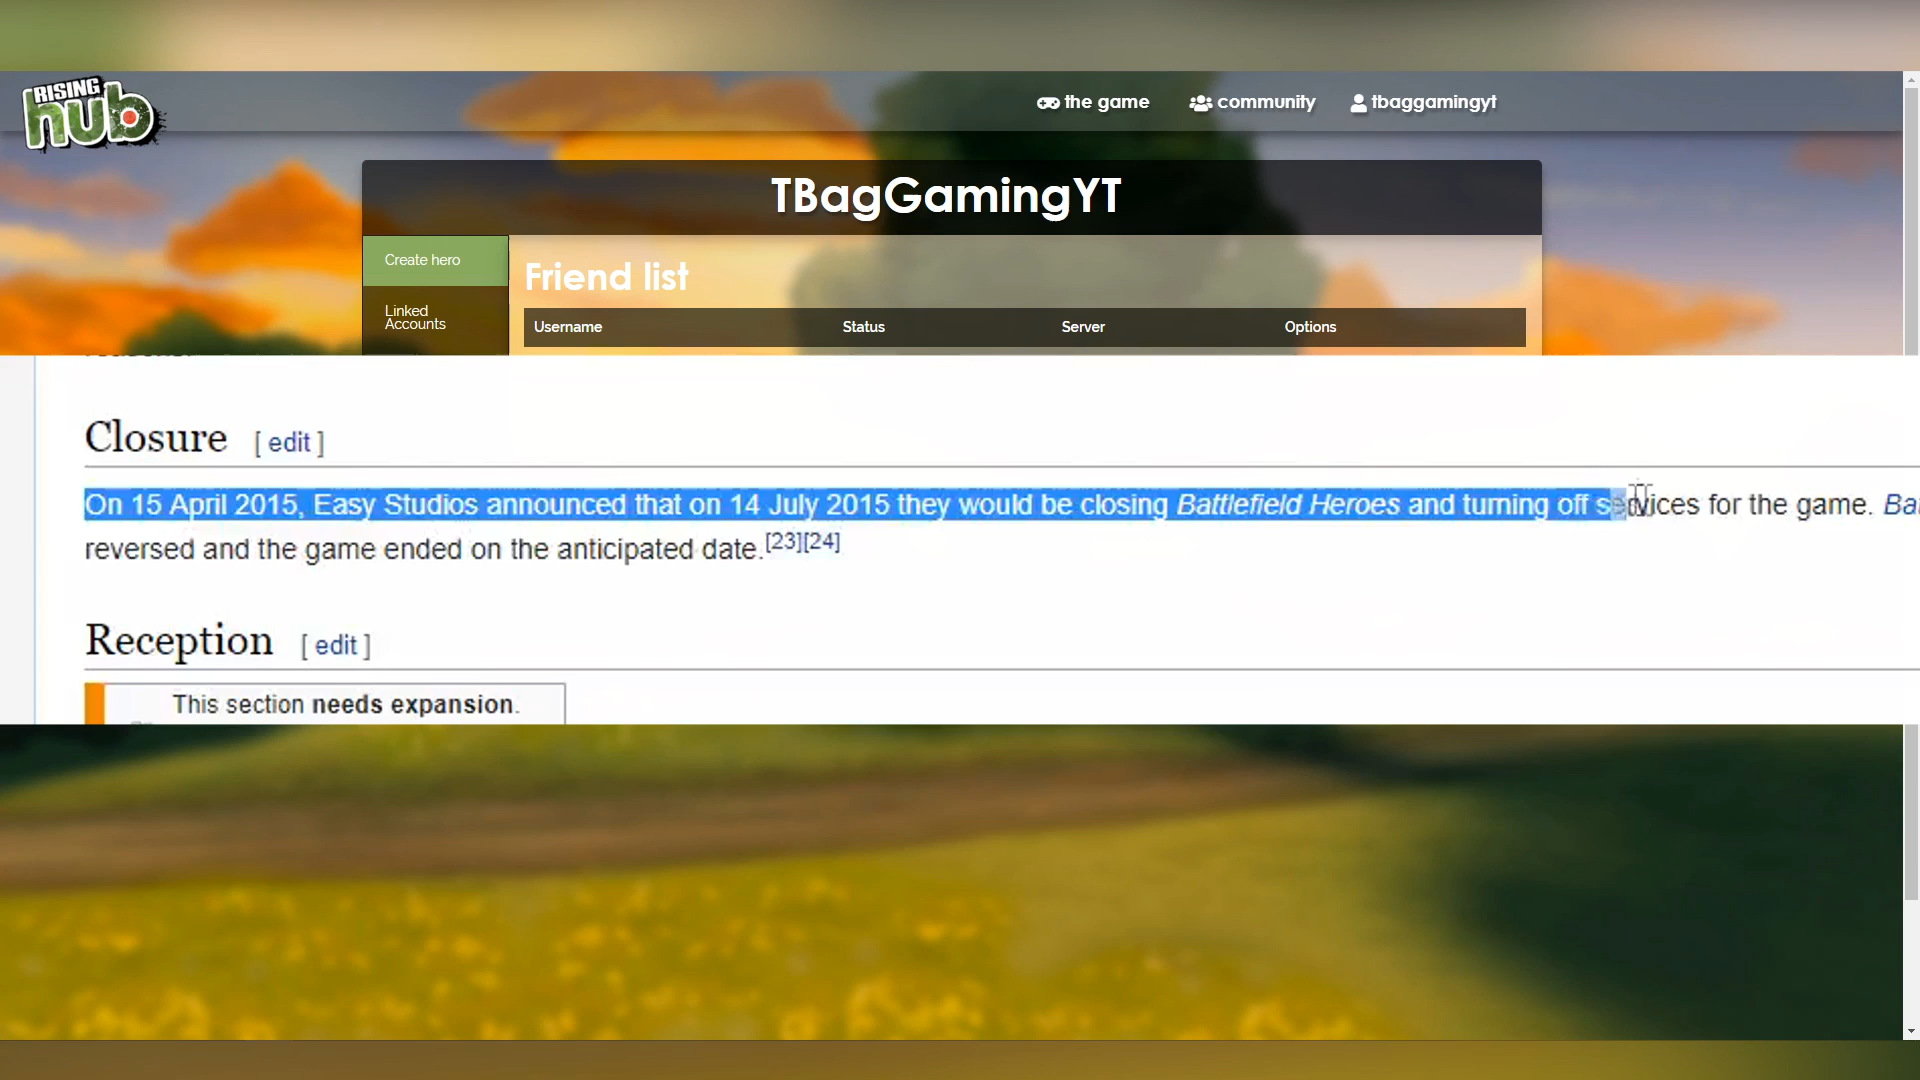 RISING
hub
the game
community
tbaggamingyt
TBagGamingYT
Create hero
Friend list
Linked
Accounts
Username Status Server Options
Closure [ edit ]
On 15 April 2015, Easy Studios announced that on 14 July 2015 they would be closing Battlefield Heroes and turning off services for the game. Ba
reversed and the game ended on the anticipated date.[23][24]
Reception [ edit ]
This section needs expansion.